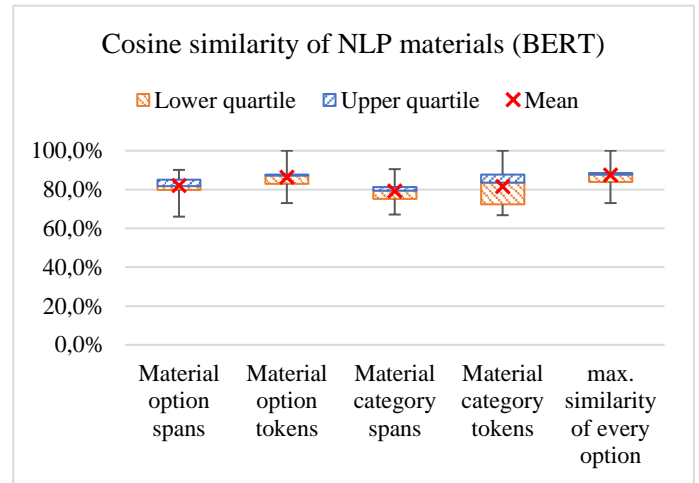 Cosine similarity of NLP materials (BERT)
Lower quartile Upper quartile Mean
100,0%
80,0%
60,0%
40,0%
20,0%
0,0%
Material option spans
Material option tokens
Material category spans
Material category tokens
max. similarity of every option